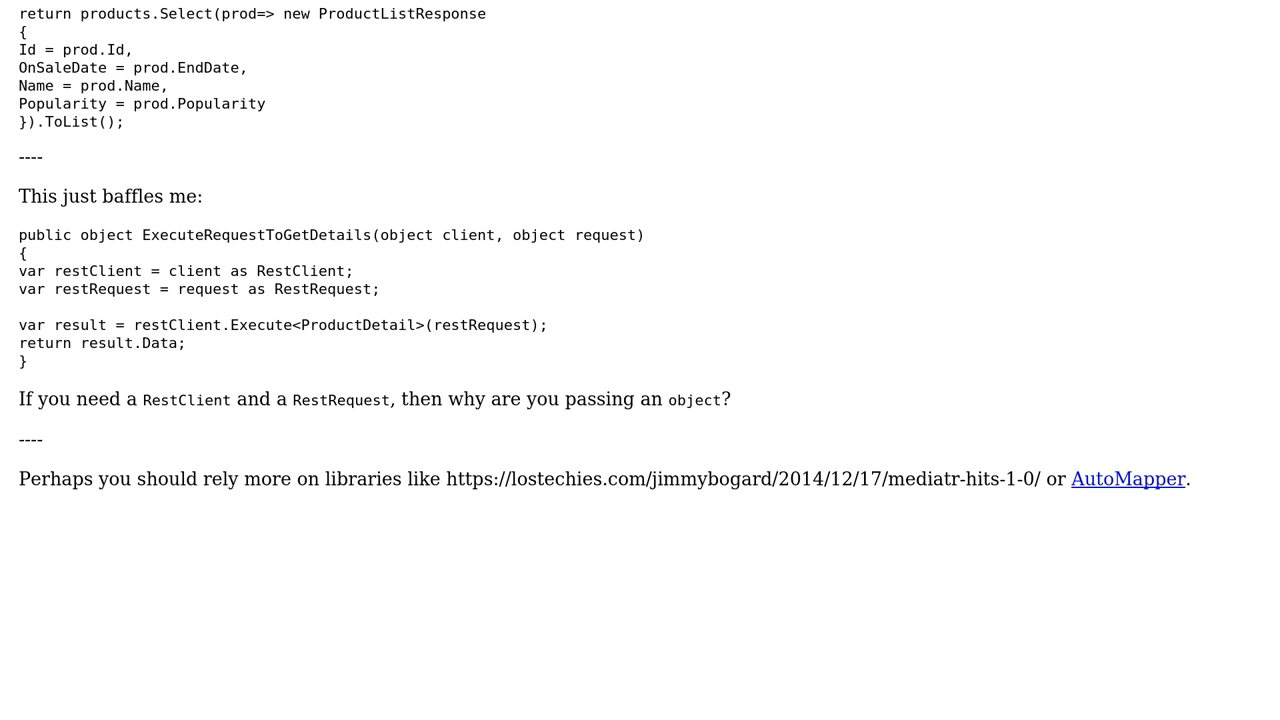 return products.Select(prod=> new ProductListResponse
{
Id = prod.Id,
OnSaleDate = prod.EndDate,
Name = prod.Name,
Popularity = prod.Popularity
}).ToList();
----
This just baffles me:
public object ExecuteRequestToGetDetails(object client, object request)
{
var restClient = client as RestClient;
var restRequest = request as RestRequest;
var result = restClient.Execute<ProductDetail>(restRequest);
return result.Data;
}
If you need a RestClient and a RestRequest, then why are you passing an object?
----
Perhaps you should rely more on libraries like https://lostechies.com/jimmybogard/2014/12/17/mediatr-hits-1-0/ or AutoMapper.